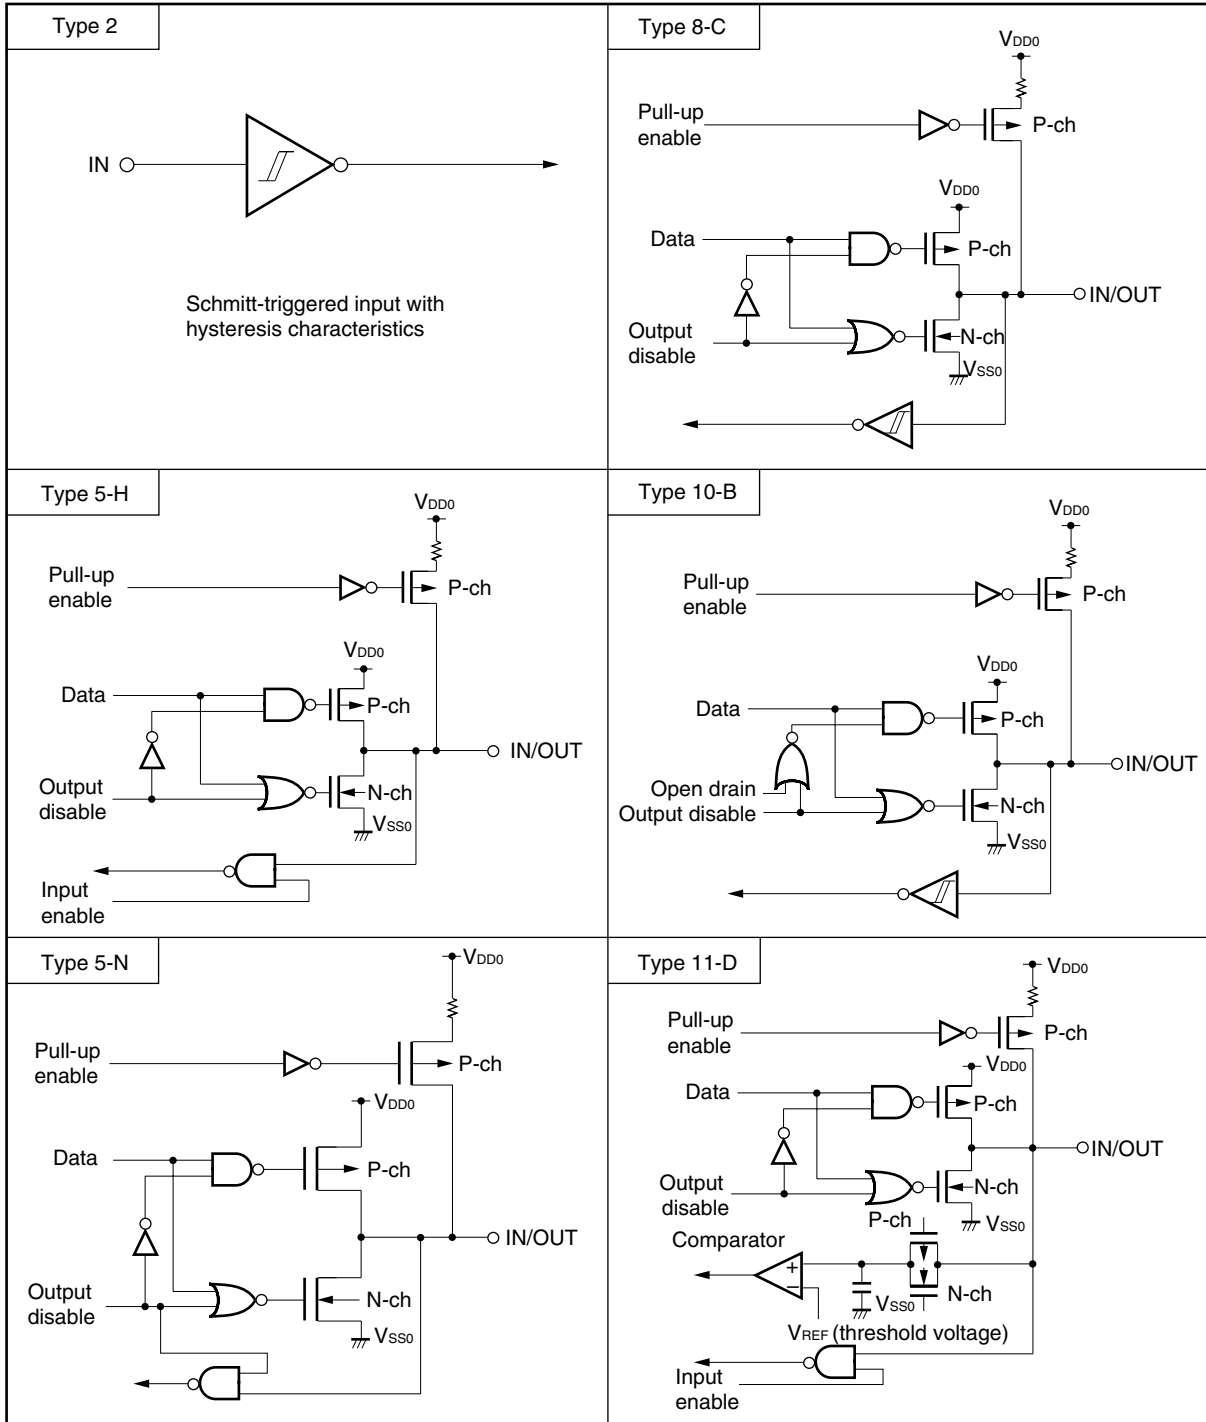 Type 2
IN
Schmitt-triggered input with
hysteresis characteristics
Type 8-C
VDD0
Pull-up
enable
P-ch
VDD0
Data
P-ch
IN/OUT
Output
disable
N-ch
VSS0
Type 5-H
VDD0
Pull-up
enable
P-ch
VDD0
Data
P-ch
IN/OUT
Output
disable
N-ch
VSS0
Input
enable
Type 10-B
VDD0
Pull-up
enable
P-ch
VDD0
Data
P-ch
IN/OUT
Open drain
Output disable
N-ch
VSS0
Type 5-N
VDD0
Pull-up
enable
P-ch
VDD0
Data
P-ch
IN/OUT
Output
disable
N-ch
VSS0
Type 11-D
VDD0
Pull-up
enable
P-ch
VDD0
Data
P-ch
IN/OUT
Output
disable
N-ch
P-ch
VSS0
Comparator
+
−
VSS0
N-ch
VREF (threshold voltage)
Input
enable